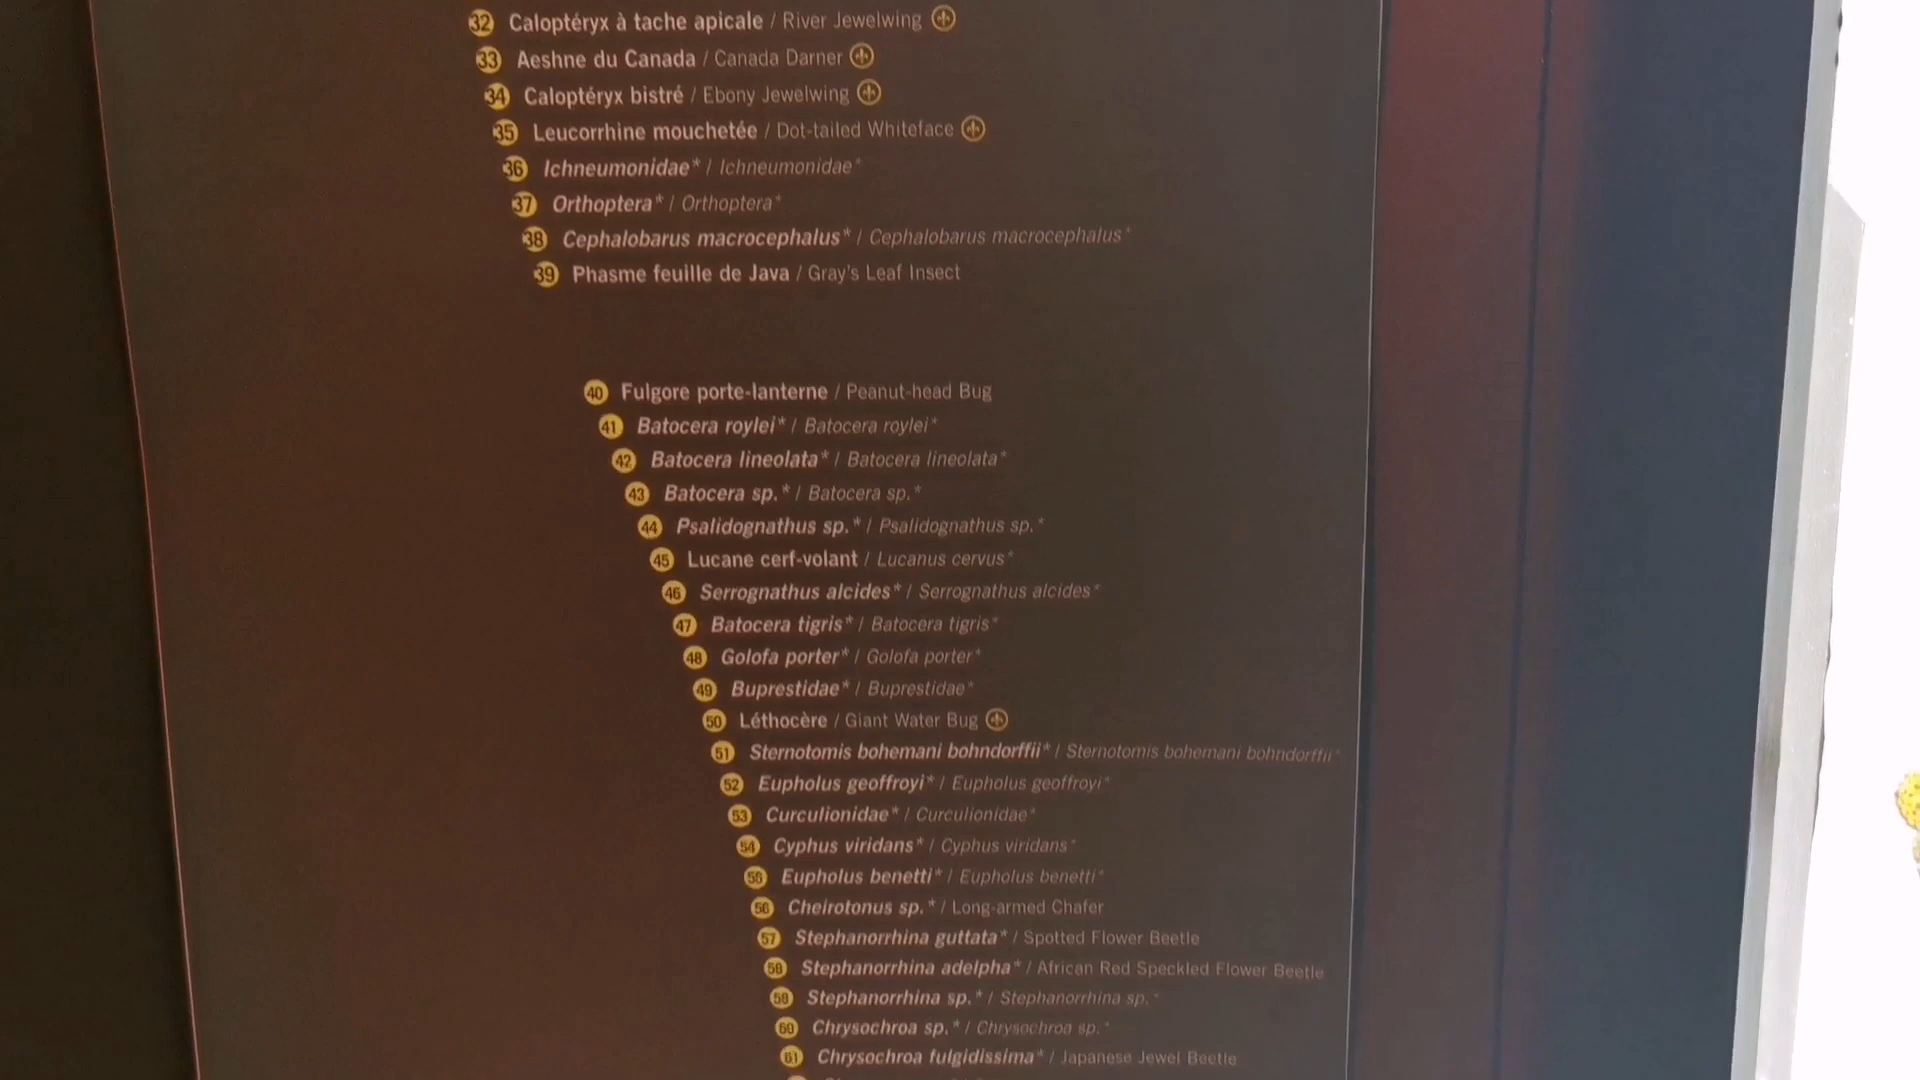 32 Caloptéryx à tache apicale / River Jewelwing
33 Aeshne du Canada / Canada Darner
34 Caloptéryx bistré / Ebony Jewelwing
35 Leucorrhine mouchetée / Dot-tailed Whiteface
36 Ichneumonidae* / Ichneumonidae*
37 Orthoptera* / Orthoptera*
38 Cephalobarus macrocephalus* / Cephalobarus macrocephalus*
39 Phasme feuille de Java / Gray's Leaf Insect
40 Fulgore porte-lanterne / Peanut-head Bug
41 Batocera roylei* / Batocera roylei*
42 Batocera lineolata* / Batocera lineolata*
43 Batocera sp.* / Batocera sp.*
44 Psalidognathus sp.* / Psalidognathus sp.*
45 Lucane cerf-volant / Lucanus cervus*
46 Serrognathus alcides* / Serrognathus alcides*
47 Batocera tigris* / Batocera tigris*
48 Golofa porter* / Golofa porter*
49 Buprestidae* / Buprestidae*
50 Léthocère / Giant Water Bug
51 Sternotomis bohemani bohndorffii* / Sternotomis bohemani bohndorffii*
52 Eupholus geoffroyi* / Eupholus geoffroyi*
53 Curculionidae* / Curculionidae*
54 Cyphus viridans* / Cyphus viridans*
55 Eupholus benetti* / Eupholus benetti*
56 Cheirotonus sp.* / Long-armed Chafer
57 Stephanorrhina guttata* / Spotted Flower Beetle
58 Stephanorrhina adelpha* / African Red Speckled Flower Beetle
59 Stephanorrhina sp.* / Stephanorrhina sp.*
60 Chrysochroa sp.* / Chrysochroa sp.*
61 Chrysochroa fulgidissima* / Japanese Jewel Beetle